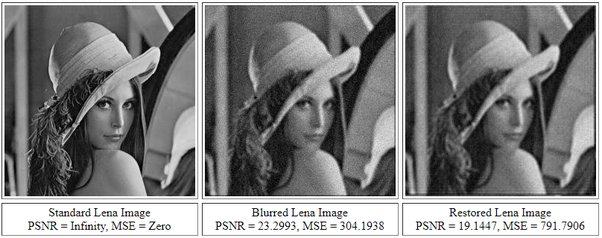 Standard Lena Image
PSNR = Infinity, MSE = Zero
Blurred Lena Image
PSNR = 23.2993, MSE = 304.1938
Restored Lena Image
PSNR = 19.1447, MSE = 791.7906